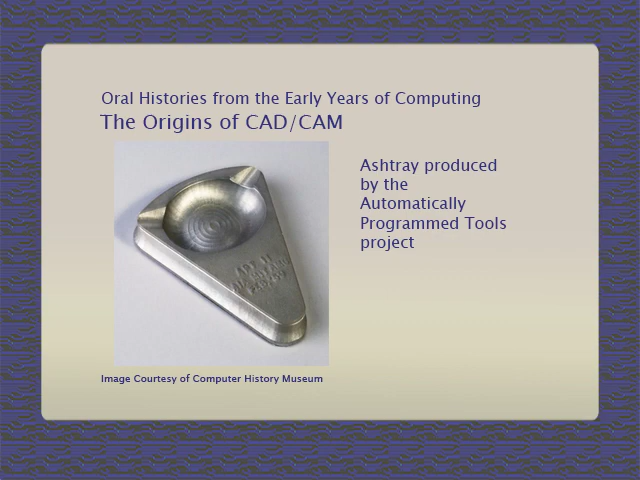 Oral Histories from the Early Years of Computing
The Origins of CAD/CAM
Ashtray produced
by the
Automatically
Programmed Tools
project
Image Courtesy of Computer History Museum